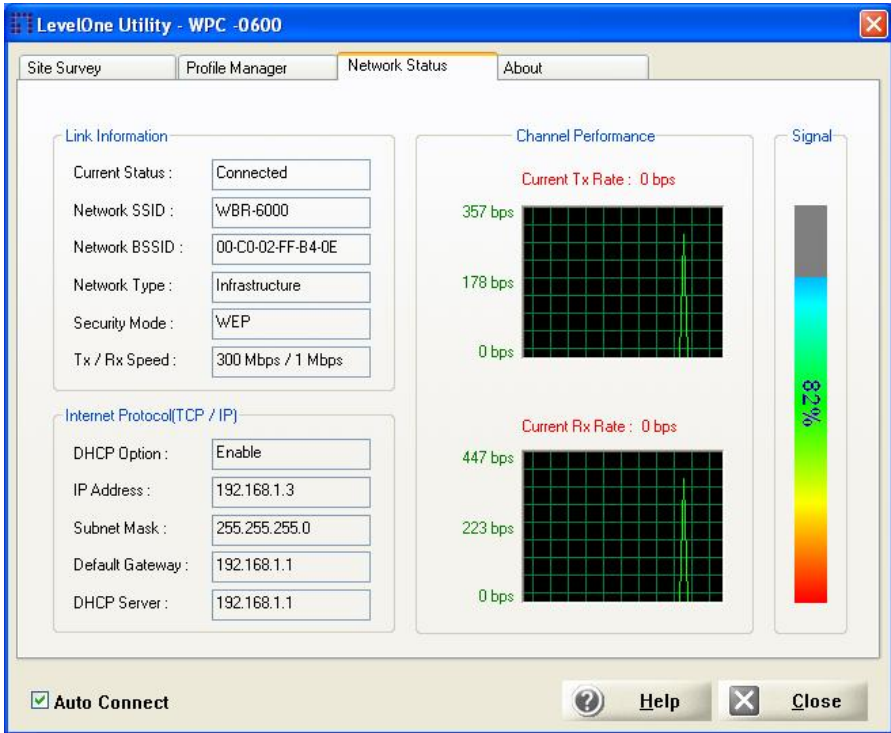 LevelOne Utility - WPC -0600
Site Survey
Profile Manager
Network Status
About
Link Information
Current Status : Connected
Network SSID : WBR-6000
Network BSSID : 00-C0-02-FF-B4-0E
Network Type : Infrastructure
Security Mode : WEP
Tx / Rx Speed : 300 Mbps / 1 Mbps
Internet Protocol(TCP / IP)
DHCP Option : Enable
IP Address : 192.168.1.3
Subnet Mask : 255.255.255.0
Default Gateway : 192.168.1.1
DHCP Server : 192.168.1.1
Channel Performance
Current Tx Rate : 0 bps
357 bps
178 bps
0 bps
Current Rx Rate : 0 bps
447 bps
223 bps
0 bps
Signal
82%
Auto Connect
Help
Close